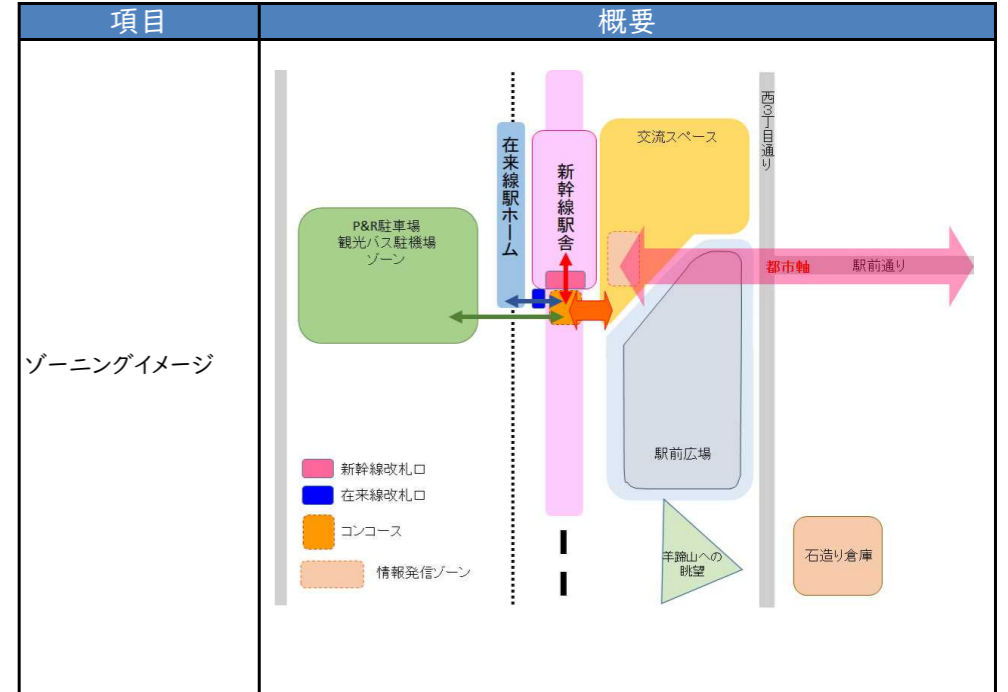 項目
概要
ゾーニングイメージ
西3丁目通り
交流スペース
在来線駅ホーム
新幹線駅舎
P&R駐車場
観光バス駐機場
ゾーン
都市軸
駅前通り
駅前広場
新幹線改札口
在来線改札口
コンコース
情報発信ゾーン
羊蹄山への
眺望
石造り倉庫